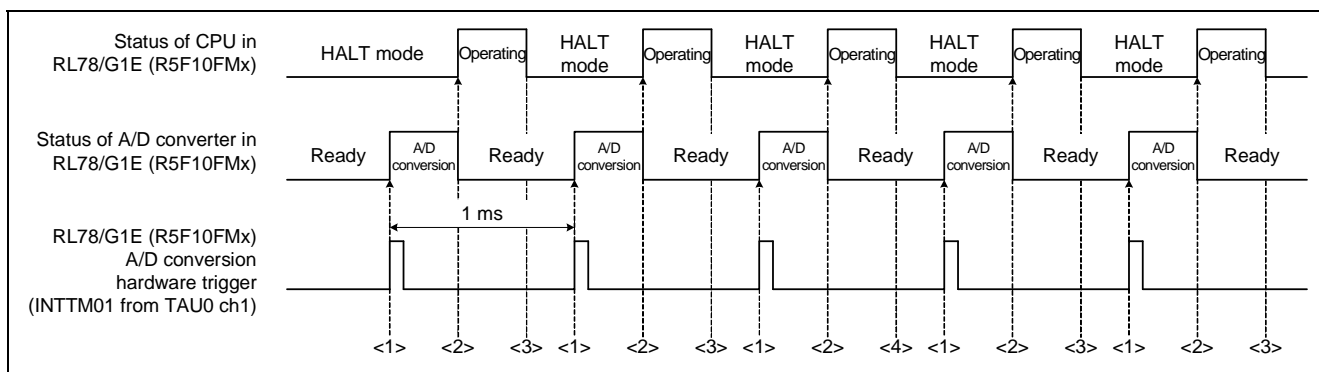 Status of CPU in
RL78/G1E (R5F10FMx)
HALT mode
Operating
HALT
mode
Operating
HALT
mode
Operating
HALT
mode
Operating
HALT
mode
Operating
Status of A/D converter in
RL78/G1E (R5F10FMx)
Ready
A/D
conversion
Ready
A/D
conversion
Ready
A/D
conversion
Ready
A/D
conversion
Ready
A/D
conversion
Ready
1 ms
RL78/G1E (R5F10FMx)
A/D conversion
hardware trigger
(INTTM01 from TAU0 ch1)
<1> <2> <3> <1> <2> <3> <1> <2> <4> <1> <2> <3> <1> <2> <3>